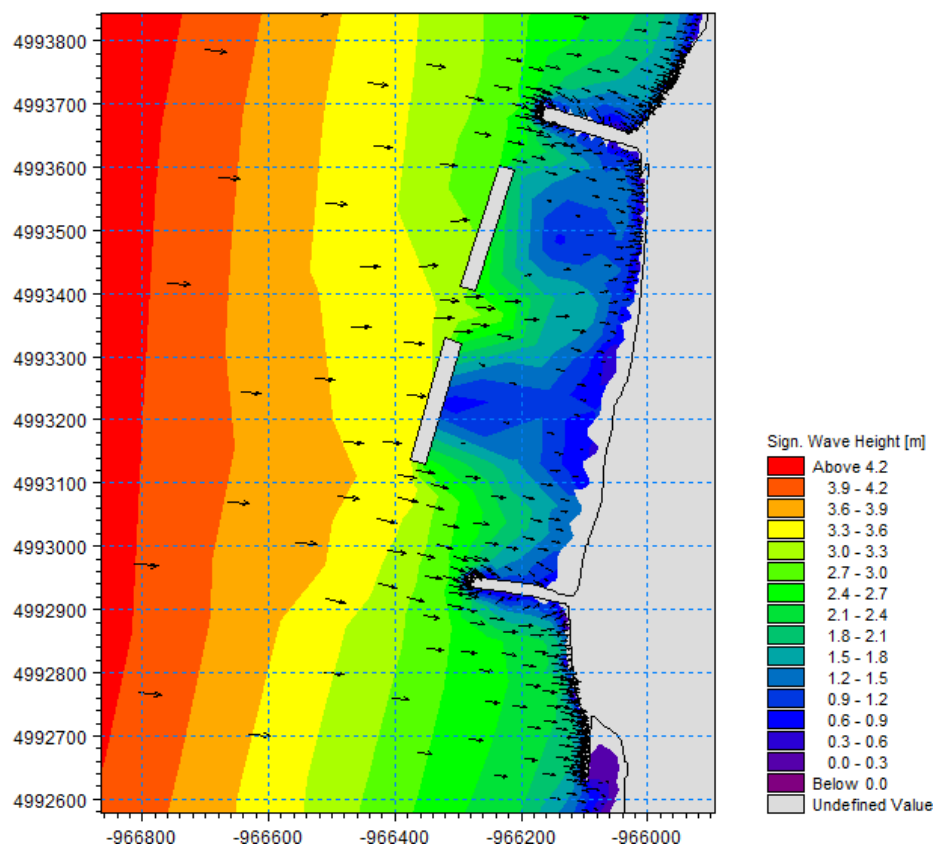 4993800
4993700
4993600
4993500
4993400
4993300
4993200
4993100
4993000
4992900
4992800
4992700
4992600
-966800 -966600 -966400 -966200 -966000
Sign. Wave Height [m]
Above 4.2
3.9 - 4.2
3.6 - 3.9
3.3 - 3.6
3.0 - 3.3
2.7 - 3.0
2.4 - 2.7
2.1 - 2.4
1.8 - 2.1
1.5 - 1.8
1.2 - 1.5
0.9 - 1.2
0.6 - 0.9
0.3 - 0.6
0.0 - 0.3
Below 0.0
Undefined Value